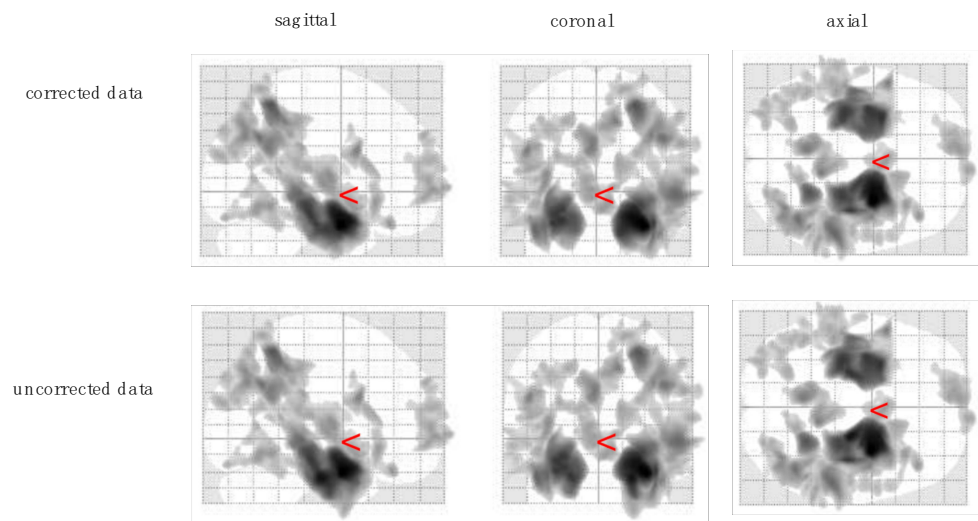 sagittal coronal axial
corrected data
uncorrected data